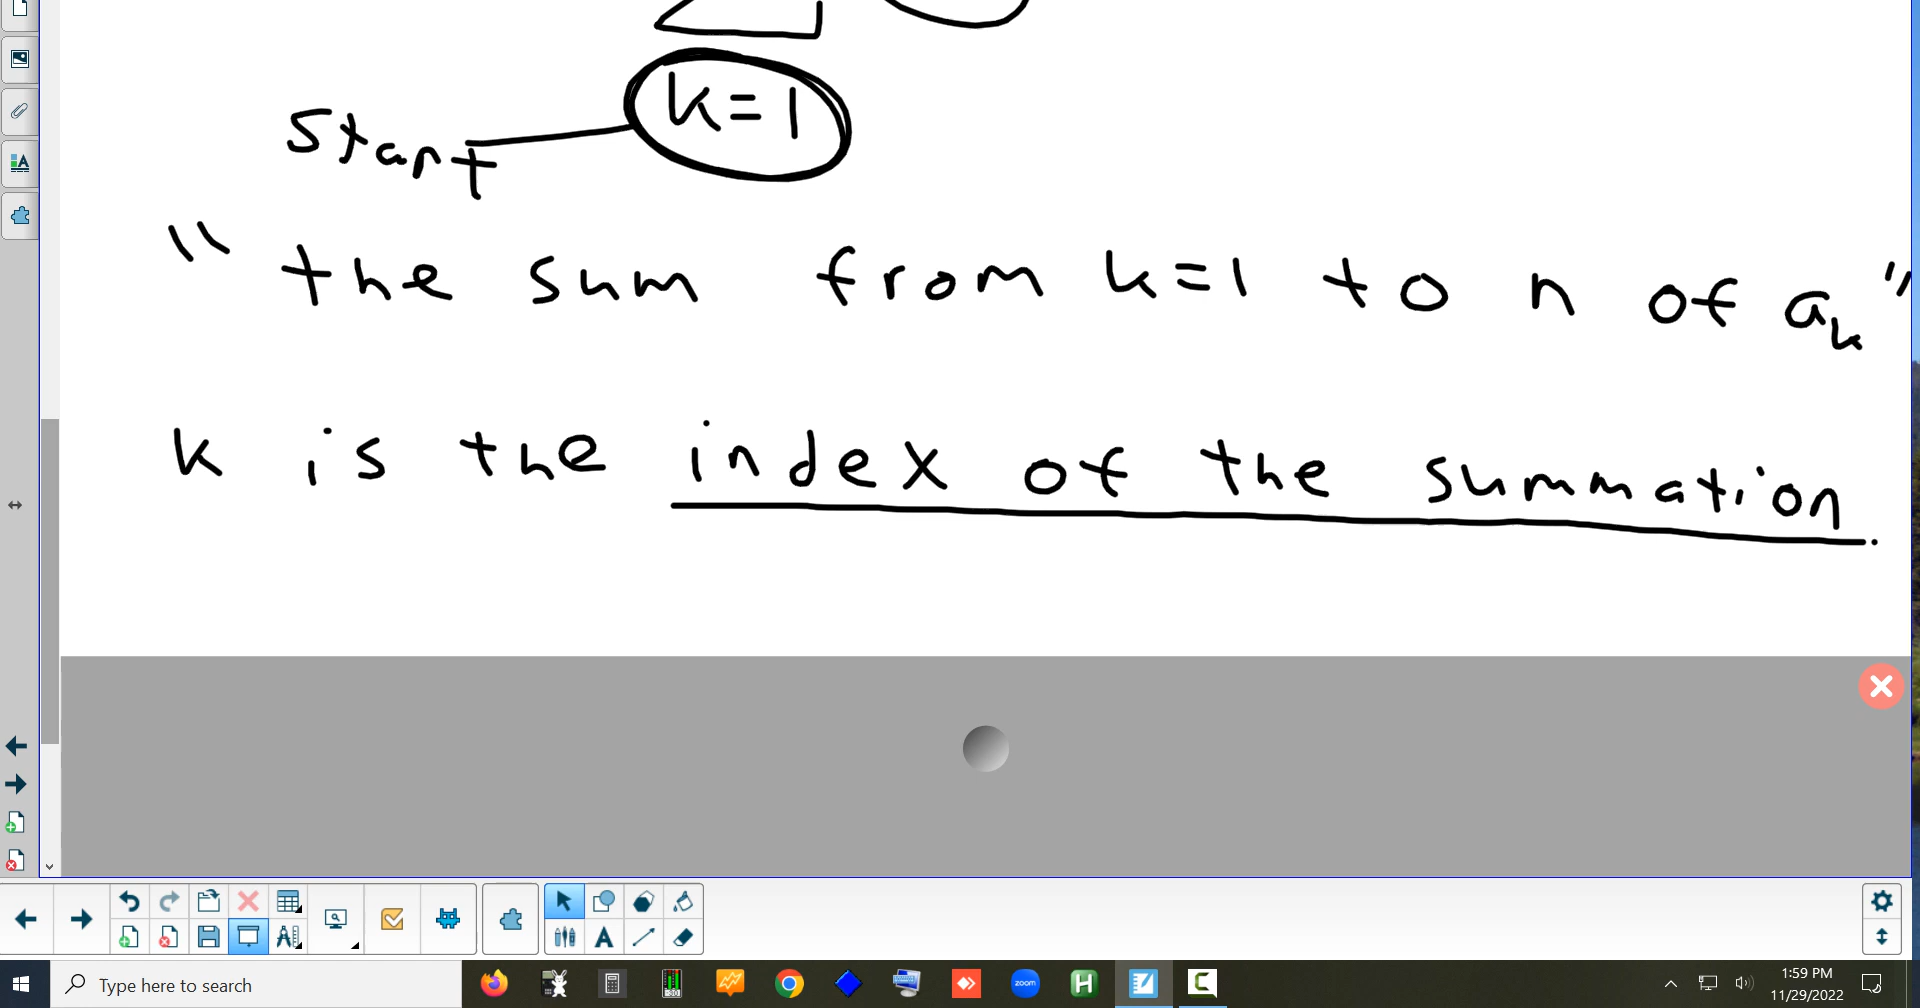 k=1
Start
"the sum from k=1 to n of aₖ"
k is the index of the summation.
Type here to search
zoom
1:59 PM
11/29/2022